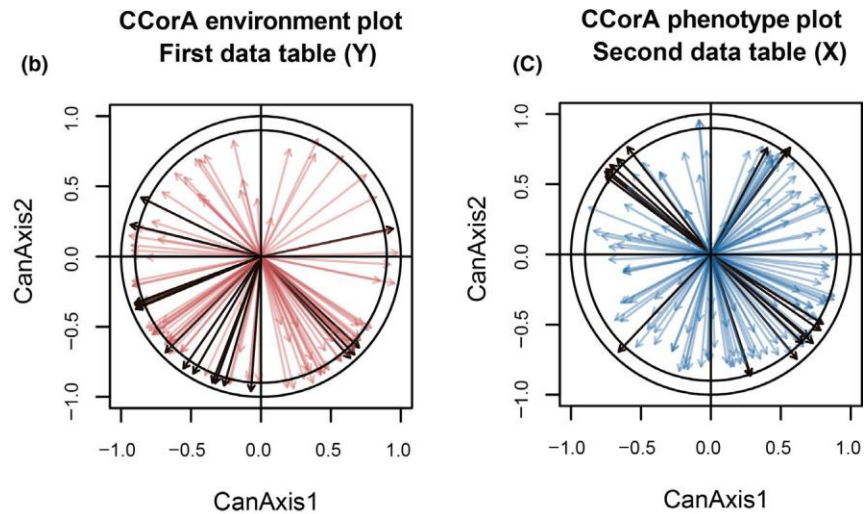 CCorA environment plot
First data table (Y)
(b)
1.0
0.5
0.0
−0.5
−1.0
CanAxis2
−1.0 −0.5 0.0 0.5 1.0
CanAxis1
CCorA phenotype plot
Second data table (X)
(C)
1.0
0.5
0.0
−0.5
−1.0
CanAxis2
−1.0 −0.5 0.0 0.5 1.0
CanAxis1